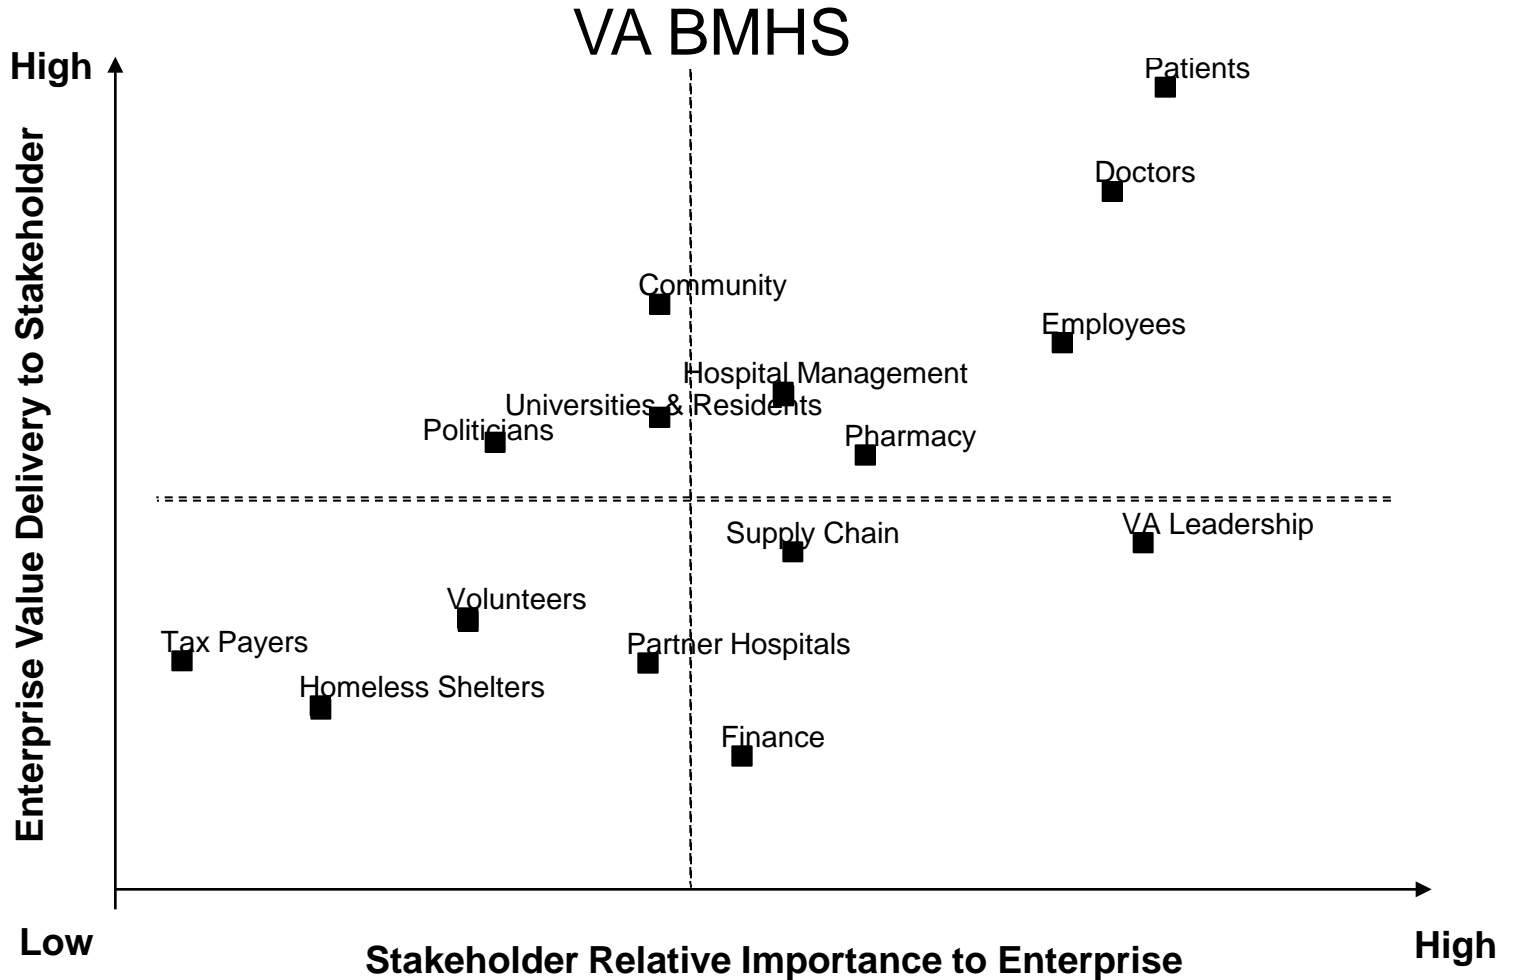 VA BMHS
High
Patients
Doctors
Community
Employees
Hospital Management
Universities & Residents
Politicians
Pharmacy
Enterprise Value Delivery to Stakeholder
VA Leadership
Supply Chain
Volunteers
Tax Payers
Partner Hospitals
Homeless Shelters
Finance
Low
High
Stakeholder Relative Importance to Enterprise